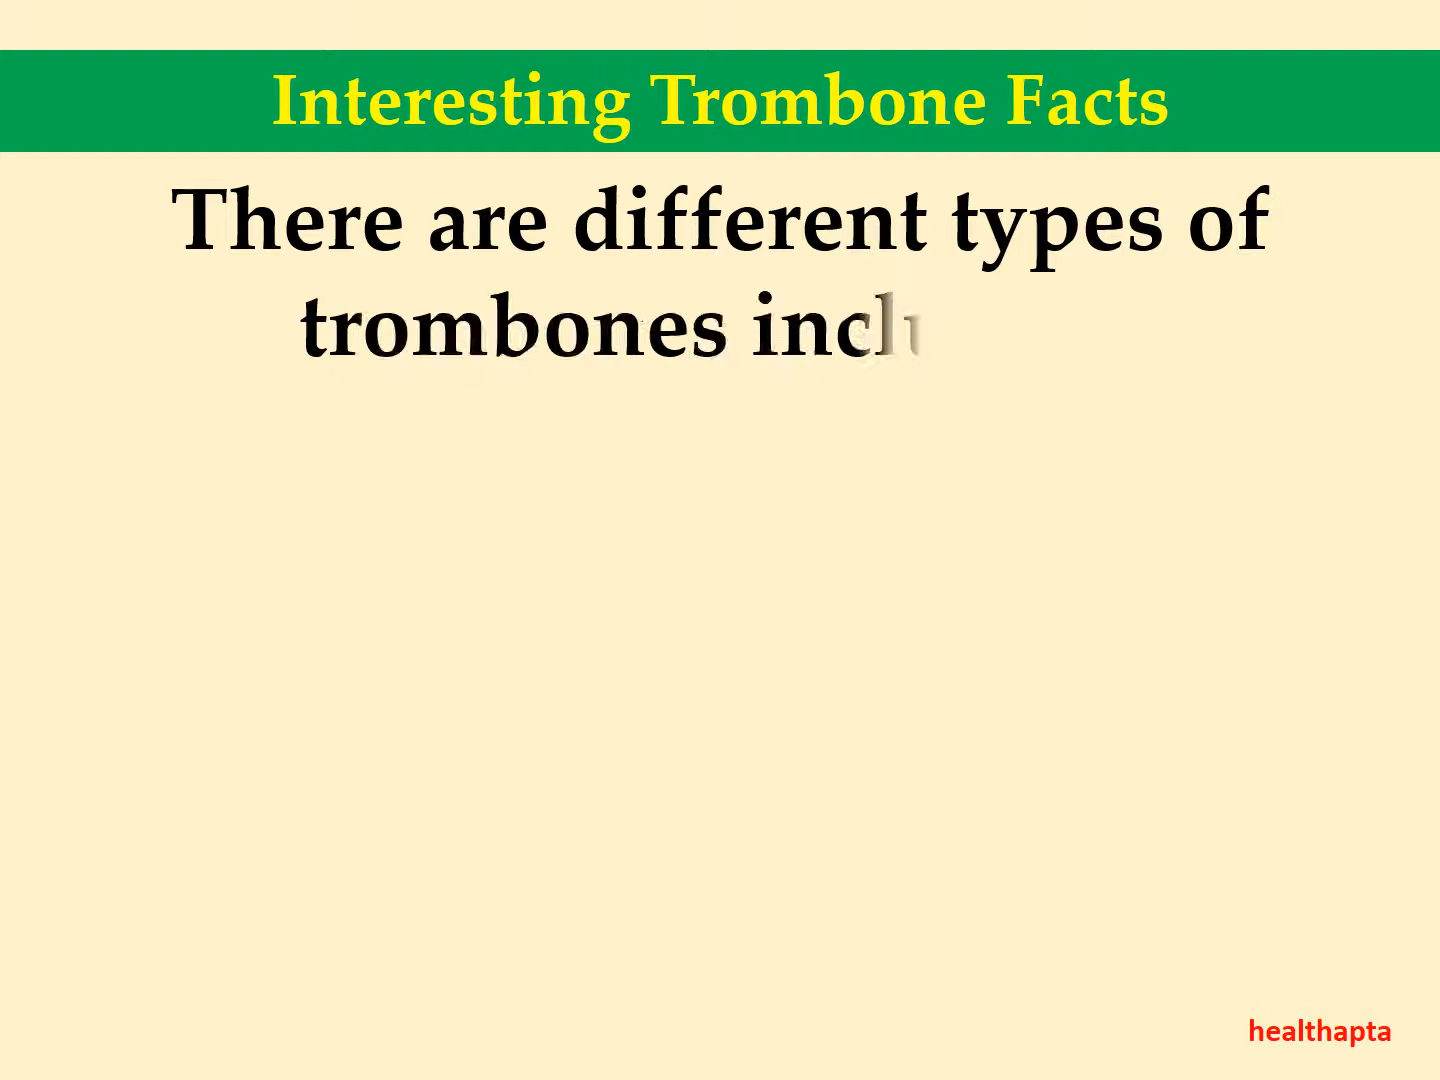 Interesting Trombone Facts
There are different types of
trombones
healthapta